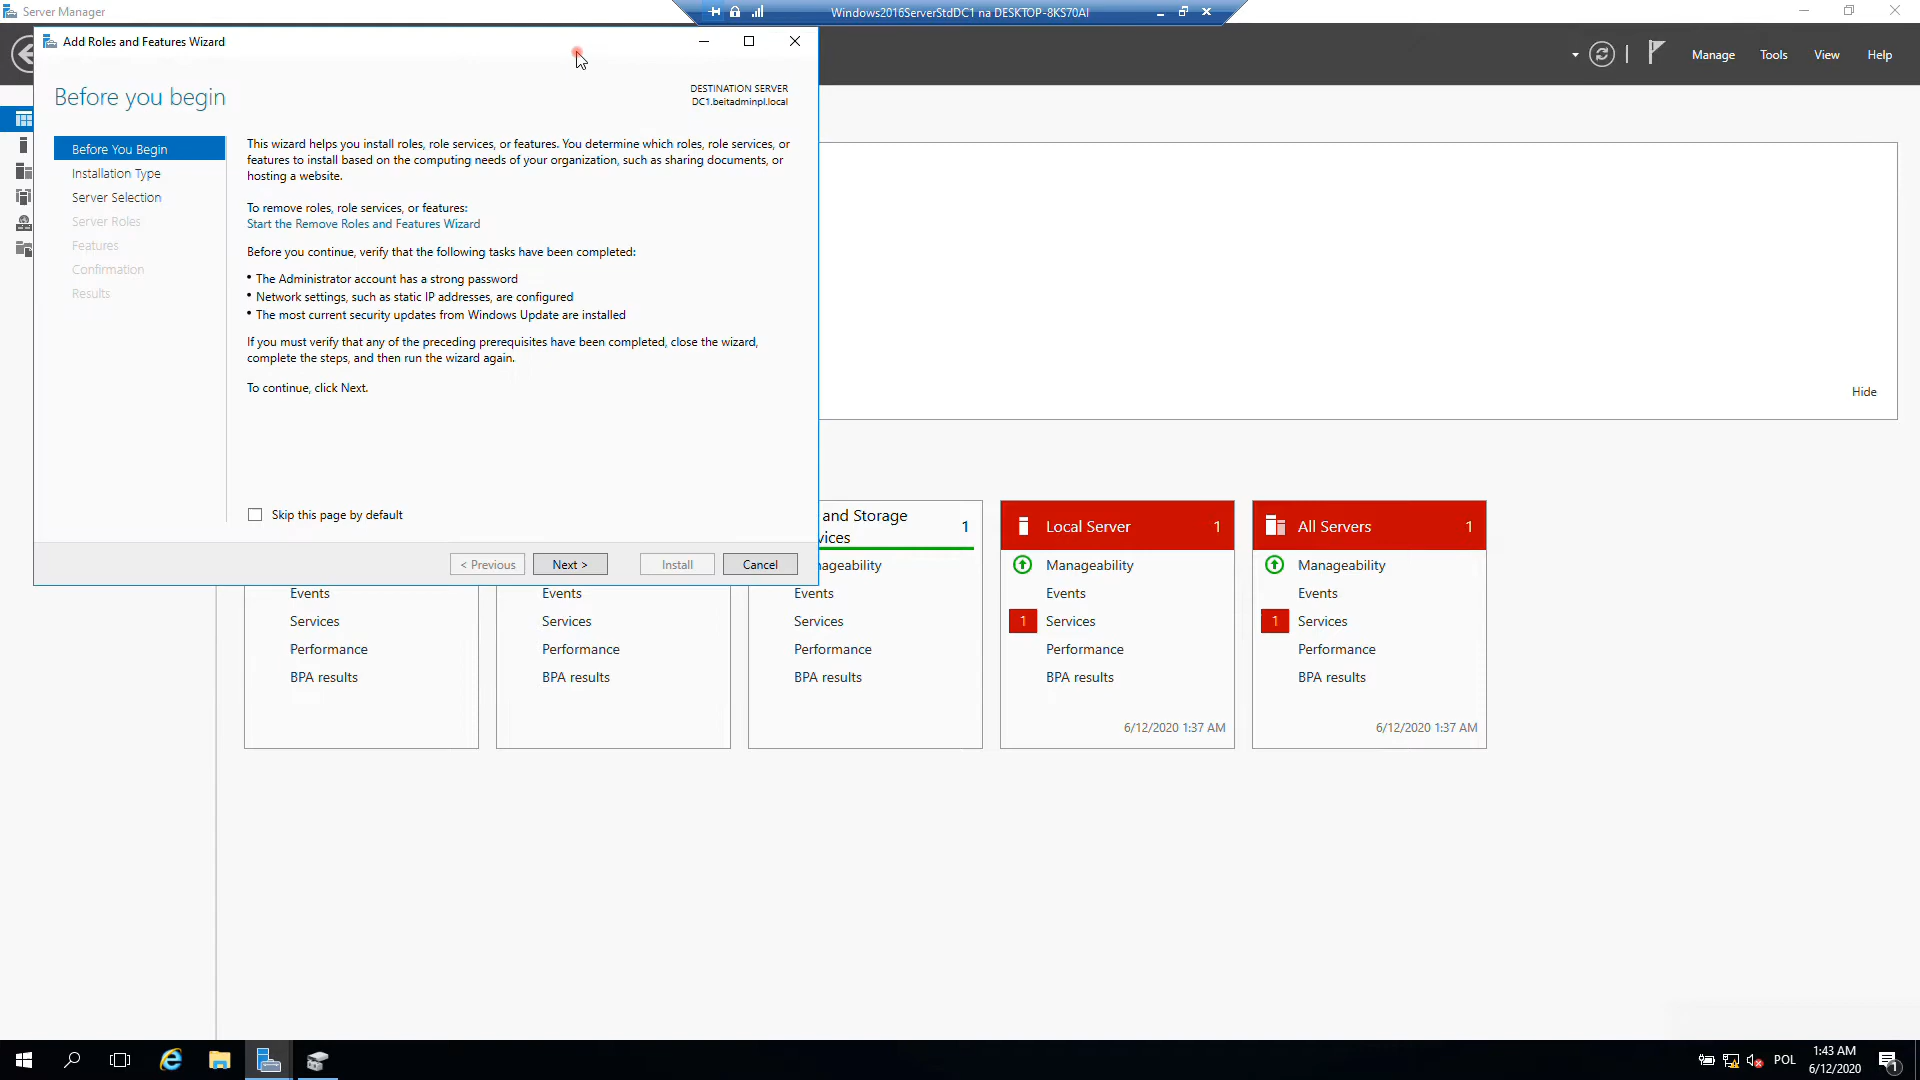 Server Manager
Windows2016ServerStdDC1 na DESKTOP-8KS70AI
Add Roles and Features Wizard
Manage
Tools
View
Help
Before you begin
DESTINATION SERVER
DC1.beitadminpl.local
Before You Begin
Installation Type
Server Selection
Server Roles
Features
Confirmation
Results
This wizard helps you install roles, role services, or features. You determine which roles, role services, or
features to install based on the computing needs of your organization, such as sharing documents, or
hosting a website.
To remove roles, role services, or features:
Start the Remove Roles and Features Wizard
Before you continue, verify that the following tasks have been completed:
• The Administrator account has a strong password
• Network settings, such as static IP addresses, are configured
• The most current security updates from Windows Update are installed
If you must verify that any of the preceding prerequisites have been completed, close the wizard,
complete the steps, and then run the wizard again.
To continue, click Next.
Skip this page by default
< Previous
Next >
Install
Cancel
Hide
and Storage
vices
1
nageability
Events
Services
Performance
BPA results
Events
Services
Performance
BPA results
Events
Services
Performance
BPA results
Local Server
1
Manageability
Events
1
Services
Performance
BPA results
6/12/2020 1:37 AM
All Servers
1
Manageability
Events
1
Services
Performance
BPA results
6/12/2020 1:37 AM
POL
1:43 AM
6/12/2020
1